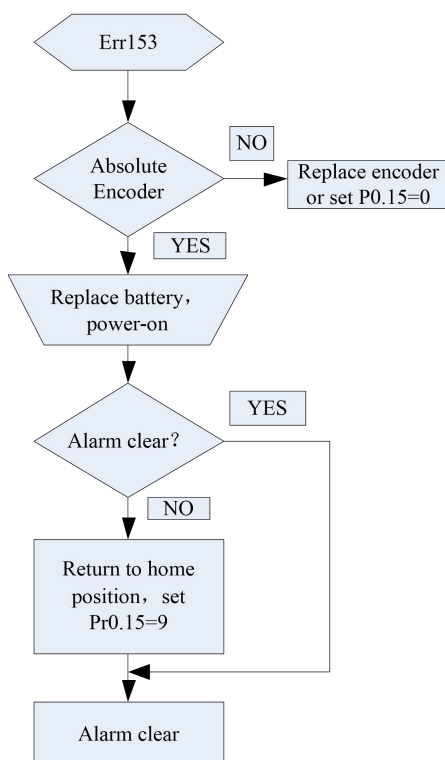 Err153
Absolute
Encoder
NO
Replace encoder
or set P0.15=0
YES
Replace battery，
power-on
YES
Alarm clear？
NO
Return to home
position，set
Pr0.15=9
Alarm clear